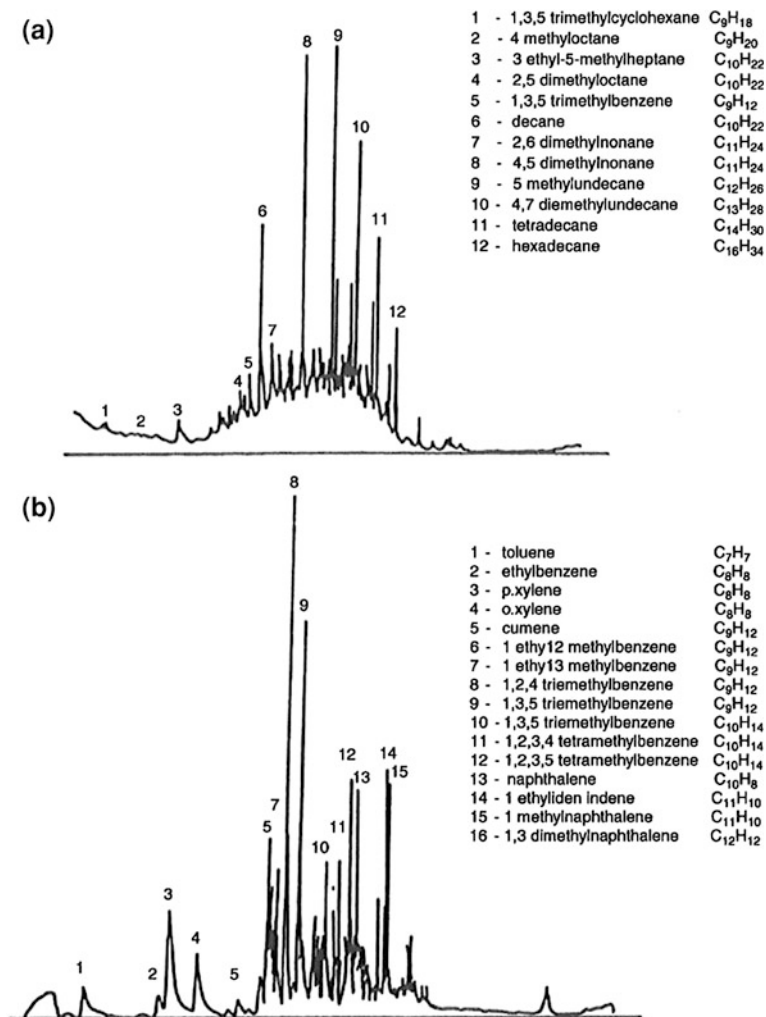 (a)
1 - 1,3,5 trimethylcyclohexane C₉H₁₈
2 - 4 methyloctane C₉H₂₀
3 - 3 ethyl-5-methylheptane C₁₀H₂₂
4 - 2,5 dimethyloctane C₁₀H₂₂
5 - 1,3,5 trimethylbenzene C₉H₁₂
6 - decane C₁₀H₂₂
7 - 2,6 dimethylnonane C₁₁H₂₄
8 - 4,5 dimethylnonane C₁₁H₂₄
9 - 5 methylundecane C₁₂H₂₆
10 - 4,7 diemethylundecane C₁₃H₂₈
11 - tetradecane C₁₄H₃₀
12 - hexadecane C₁₆H₃₄
9
8
10
6
11
12
7
5
4
3
1
2
(b)
1 - toluene C₇H₇
2 - ethylbenzene C₈H₈
3 - p.xylene C₈H₈
4 - o.xylene C₈H₈
5 - cumene C₉H₁₂
6 - 1 ethy12 methylbenzene C₉H₁₂
7 - 1 ethy13 methylbenzene C₉H₁₂
8 - 1,2,4 triemethylbenzene C₉H₁₂
9 - 1,3,5 triemethylbenzene C₉H₁₂
10 - 1,3,5 triemethylbenzene C₁₀H₁₄
11 - 1,2,3,4 tetramethylbenzene C₁₀H₁₄
12 - 1,2,3,5 tetramethylbenzene C₁₀H₁₄
13 - naphthalene C₁₀H₈
14 - 1 ethyliden indene C₁₁H₁₀
15 - 1 methylnaphthalene C₁₁H₁₀
16 - 1,3 dimethylnaphthalene C₁₂H₁₂
8
9
12
14
13
15
7
5
11
10
3
4
1
2
5